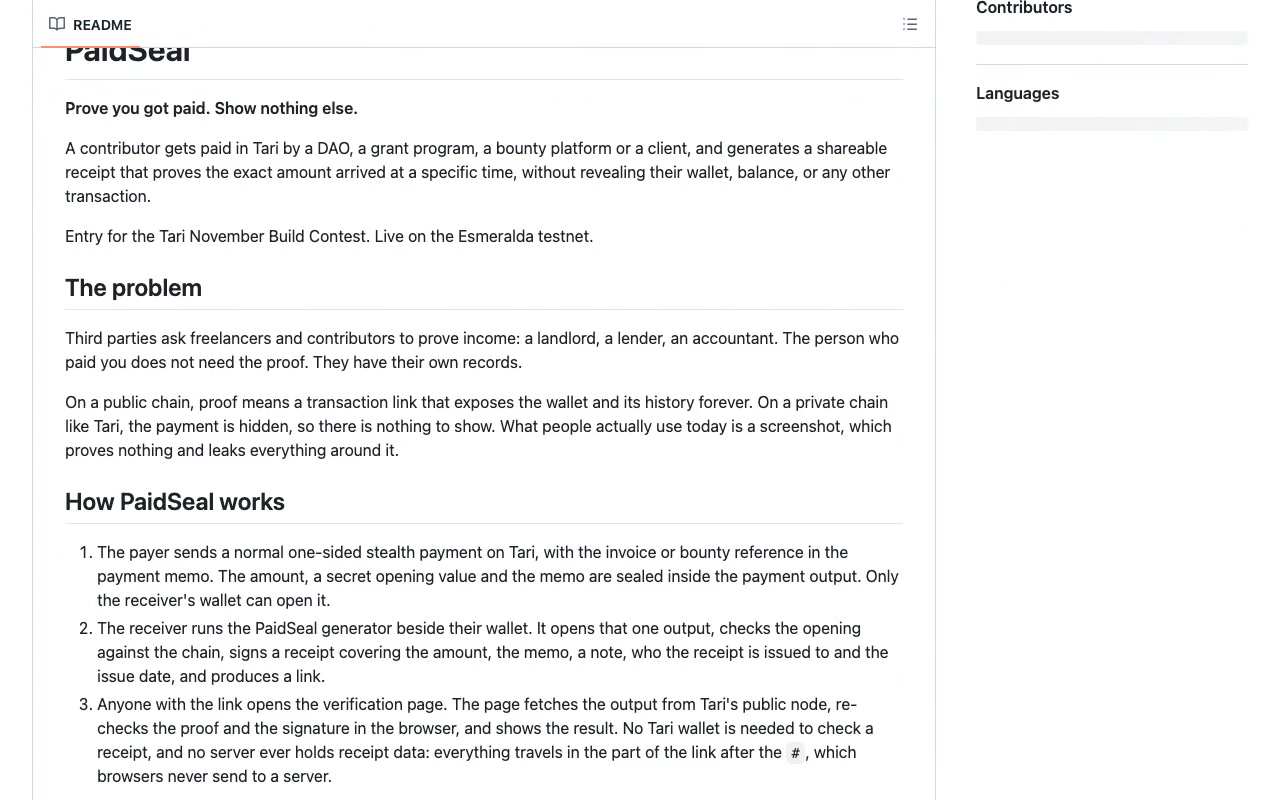 README
PaidSeal
Prove you got paid. Show nothing else.
A contributor gets paid in Tari by a DAO, a grant program, a bounty platform or a client, and generates a shareable
receipt that proves the exact amount arrived at a specific time, without revealing their wallet, balance, or any other
transaction.
Entry for the Tari November Build Contest. Live on the Esmeralda testnet.
The problem
Third parties ask freelancers and contributors to prove income: a landlord, a lender, an accountant. The person who
paid you does not need the proof. They have their own records.
On a public chain, proof means a transaction link that exposes the wallet and its history forever. On a private chain
like Tari, the payment is hidden, so there is nothing to show. What people actually use today is a screenshot, which
proves nothing and leaks everything around it.
How PaidSeal works
1. The payer sends a normal one-sided stealth payment on Tari, with the invoice or bounty reference in the
payment memo. The amount, a secret opening value and the memo are sealed inside the payment output. Only
the receiver's wallet can open it.
2. The receiver runs the PaidSeal generator beside their wallet. It opens that one output, checks the opening
against the chain, signs a receipt covering the amount, the memo, a note, who the receipt is issued to and the
issue date, and produces a link.
3. Anyone with the link opens the verification page. The page fetches the output from Tari's public node, re-
checks the proof and the signature in the browser, and shows the result. No Tari wallet is needed to check a
receipt, and no server ever holds receipt data: everything travels in the part of the link after the #, which
browsers never send to a server.
Contributors
Languages